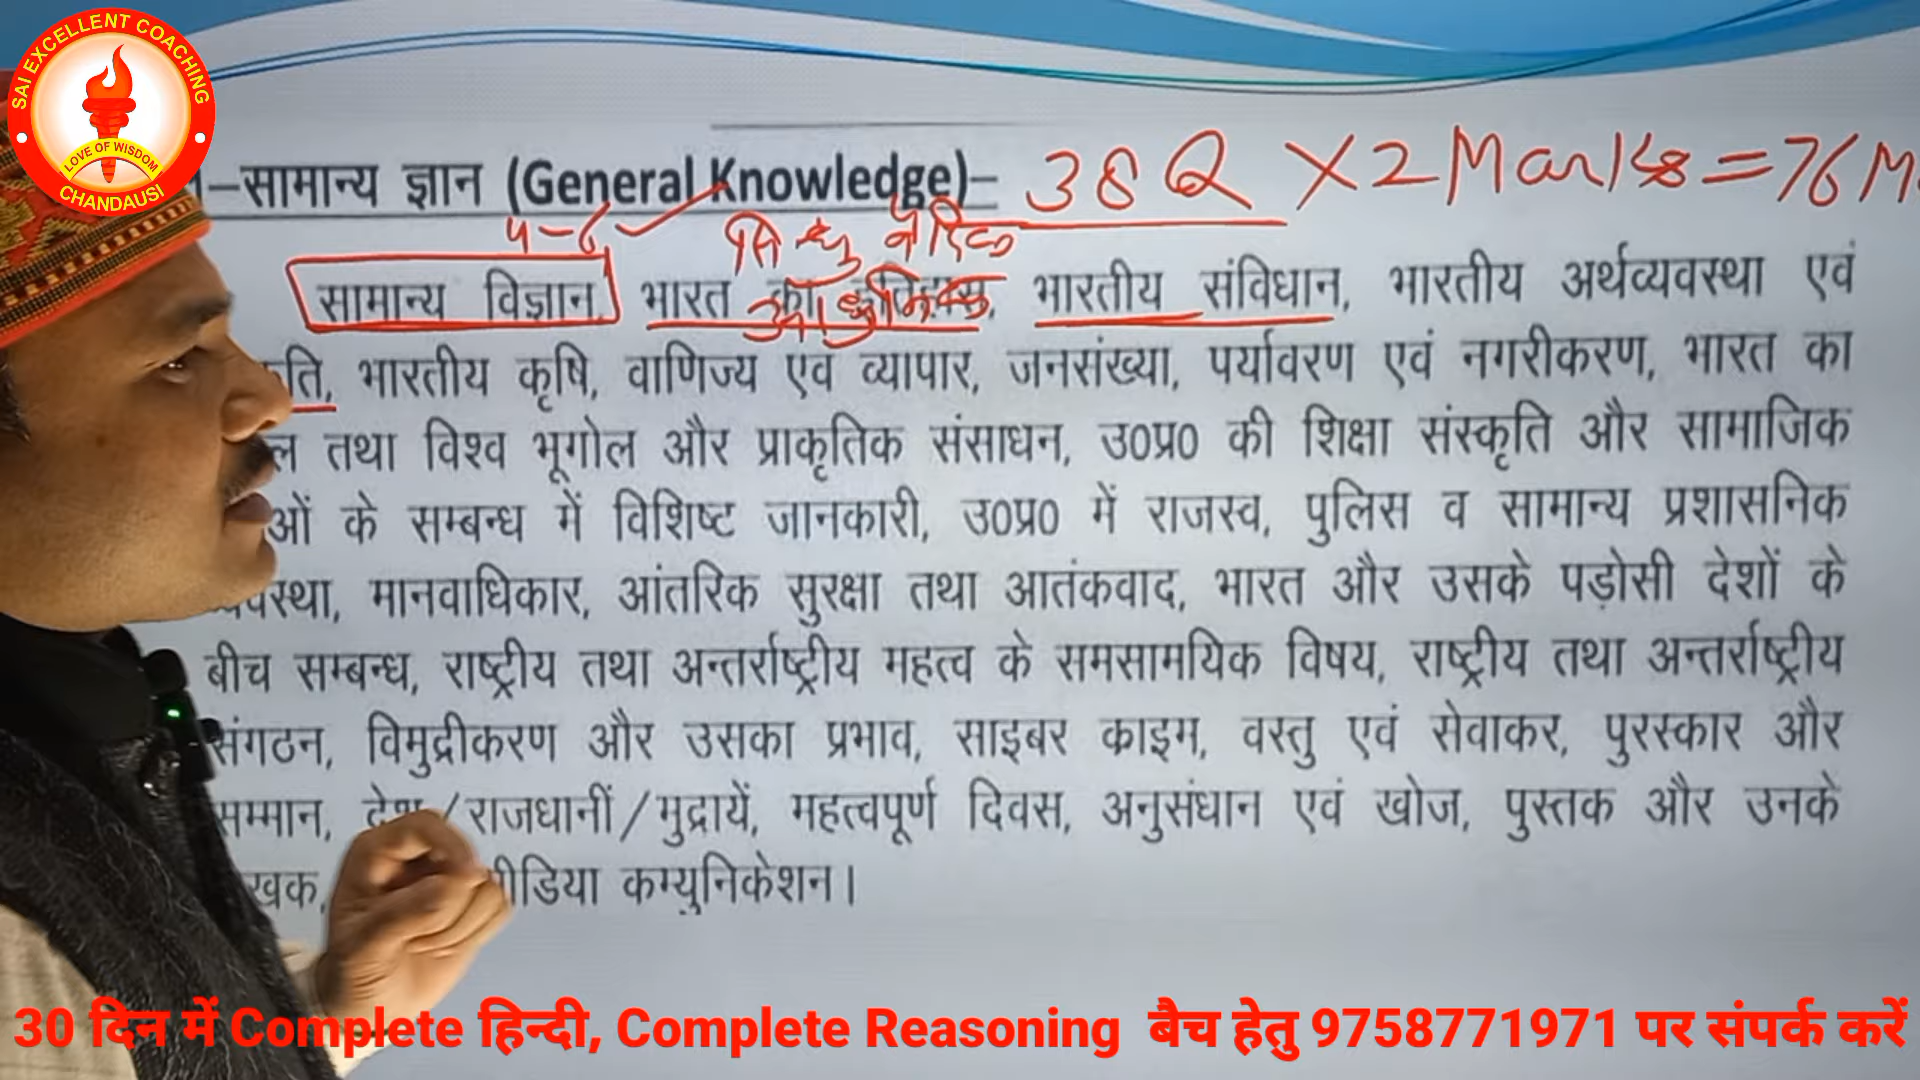 SAI EXCELLENT COACHING
LOVE OF WISDOM
CHANDAUSI
–सामान्य ज्ञान (General Knowledge)– 38 Q X 2 Marks = 76 M
सामान्य विज्ञान, भारत का भारतीय संविधान, भारतीय अर्थव्यवस्था एवं
ति, भारतीय कृषि, वाणिज्य एवं व्यापार, जनसंख्या, पर्यावरण एवं नगरीकरण, भारत का
ल तथा विश्व भूगोल और प्राकृतिक संसाधन, उ0प्र0 की शिक्षा संस्कृति और सामाजिक
ओं के सम्बन्ध में विशिष्ट जानकारी, उ0प्र0 में राजस्व, पुलिस व सामान्य प्रशासनिक
वस्था, मानवाधिकार, आंतरिक सुरक्षा तथा आतंकवाद, भारत और उसके पड़ोसी देशों के
बीच सम्बन्ध, राष्ट्रीय तथा अन्तर्राष्ट्रीय महत्व के समसामयिक विषय, राष्ट्रीय तथा अन्तर्राष्ट्रीय
संगठन, विमुद्रीकरण और उसका प्रभाव, साइबर क्राइम, वस्तु एवं सेवाकर, पुरस्कार और
सम्मान, देश/राजधानीं/मुद्रायें, महत्वपूर्ण दिवस, अनुसंधान एवं खोज, पुस्तक और उनके
खक, मीडिया कम्युनिकेशन।
30 दिन में Complete हिन्दी, Complete Reasoning बैच हेतु 9758771971 पर संपर्क करें